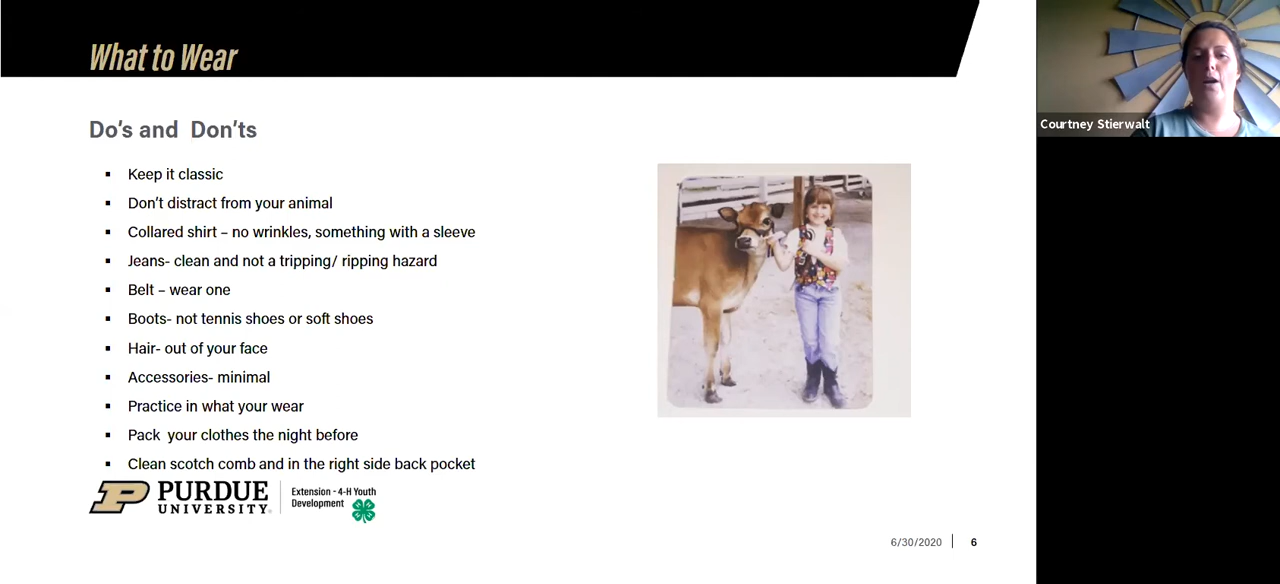 What to Wear
Do's and Don'ts
Keep it classic
Don't distract from your animal
Collared shirt – no wrinkles, something with a sleeve
Jeans- clean and not a tripping/ ripping hazard
Belt – wear one
Boots- not tennis shoes or soft shoes
Hair- out of your face
Accessories- minimal
Practice in what your wear
Pack your clothes the night before
Clean scotch comb and in the right side back pocket
P PURDUE
UNIVERSITY®
Extension - 4-H Youth
Development
6/30/2020 | 6
Courtney Stierwalt